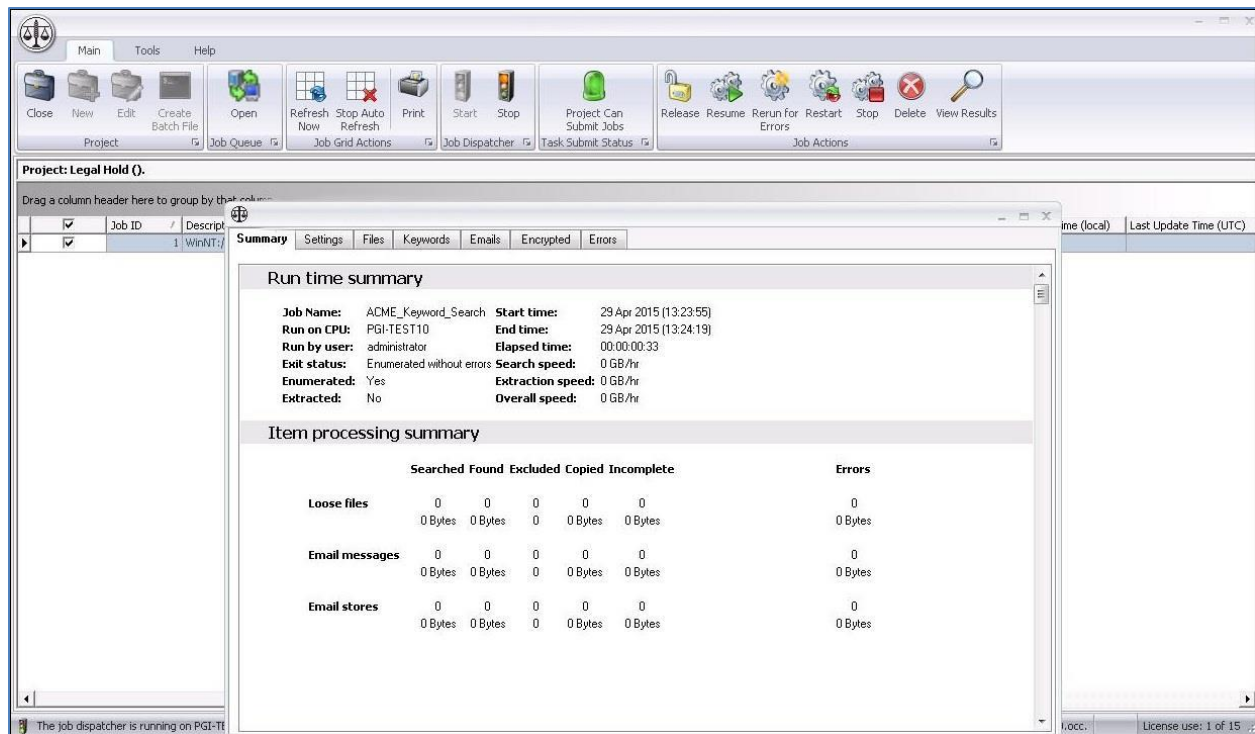 Main Tools Help
Close New Edit Create Batch File Open Refresh Now Stop Auto Refresh Print Start Stop Project Can Submit Jobs Release Resume Rerun for Errors Restart Stop Delete View Results
Project Job Queue Job Grid Actions Job Dispatcher Task Submit Status Job Actions
Project: Legal Hold ().
Drag a column header here to group by that
Job ID Descript ime (local) Last Update Time (UTC)
1 WinNT:/
Summary Settings Files Keywords Emails Encrypted Errors
Run time summary
Job Name: ACME_Keyword_Search Start time: 29 Apr 2015 (13:23:55)
Run on CPU: PGI-TEST10 End time: 29 Apr 2015 (13:24:19)
Run by user: administrator Elapsed time: 00:00:00:33
Exit status: Enumerated without errors Search speed: 0 GB/hr
Enumerated: Yes Extraction speed: 0 GB/hr
Extracted: No Overall speed: 0 GB/hr
Item processing summary
Searched Found Excluded Copied Incomplete Errors
Loose files 0 0 0 0 0 0
0 Bytes 0 Bytes 0 0 Bytes 0 Bytes 0 Bytes
Email messages 0 0 0 0 0 0
0 Bytes 0 Bytes 0 0 Bytes 0 Bytes 0 Bytes
Email stores 0 0 0 0 0 0
0 Bytes 0 Bytes 0 0 Bytes 0 Bytes 0 Bytes
The job dispatcher is running on PGI-TE .occ. License use: 1 of 15